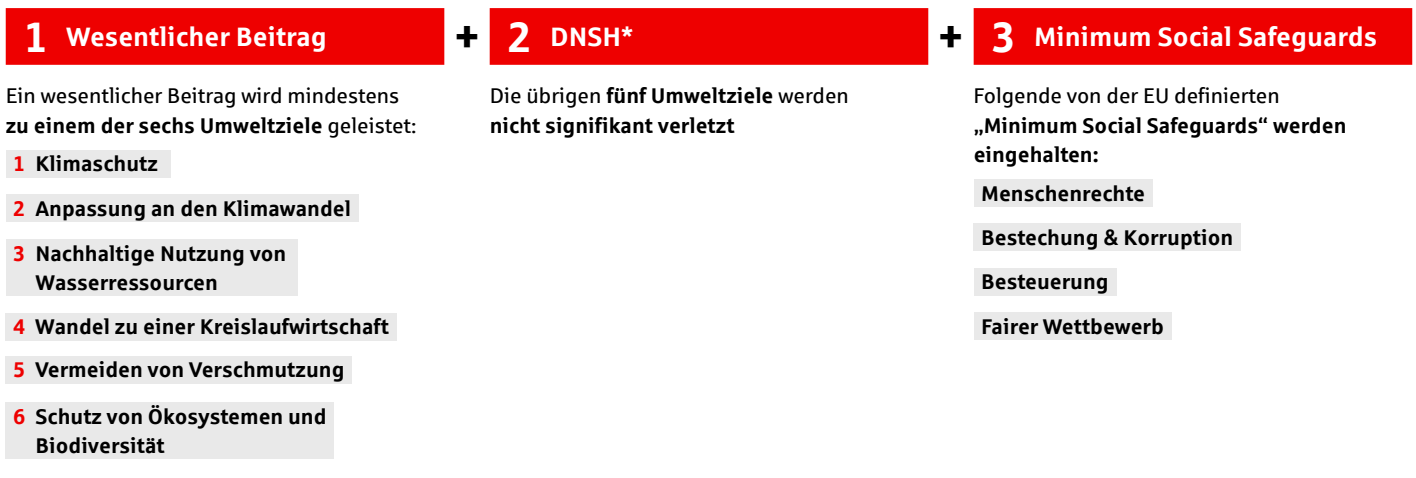 1 Wesentlicher Beitrag
Ein wesentlicher Beitrag wird mindestens
zu einem der sechs Umweltziele geleistet:
1 Klimaschutz
2 Anpassung an den Klimawandel
3 Nachhaltige Nutzung von
Wasserressourcen
4 Wandel zu einer Kreislaufwirtschaft
5 Vermeiden von Verschmutzung
6 Schutz von Ökosystemen und
Biodiversität
+
2 DNSH*
Die übrigen fünf Umweltziele werden
nicht signifikant verletzt
+
3 Minimum Social Safeguards
Folgende von der EU definierten
„Minimum Social Safeguards“ werden
eingehalten:
Menschenrechte
Bestechung & Korruption
Besteuerung
Fairer Wettbewerb